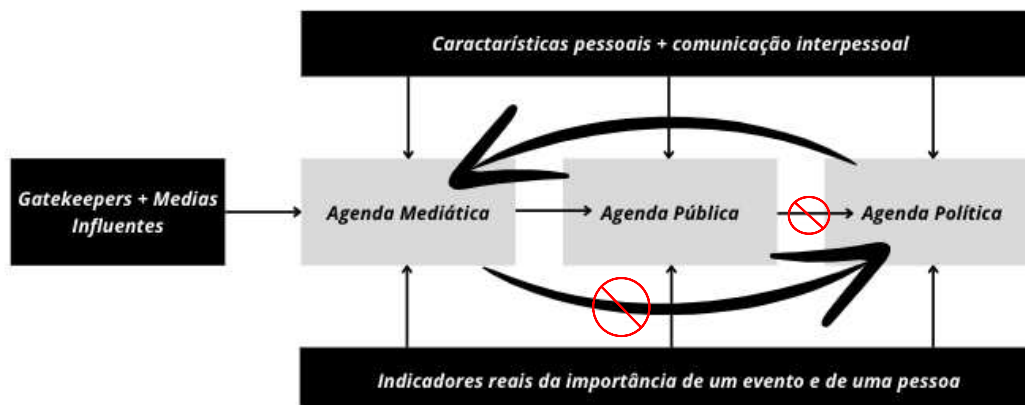 Caractarísticas pessoais + comunicação interpessoal
Gatekeepers + Medias
Influentes
Agenda Mediática
Agenda Pública
Agenda Política
Indicadores reais da importância de um evento e de uma pessoa